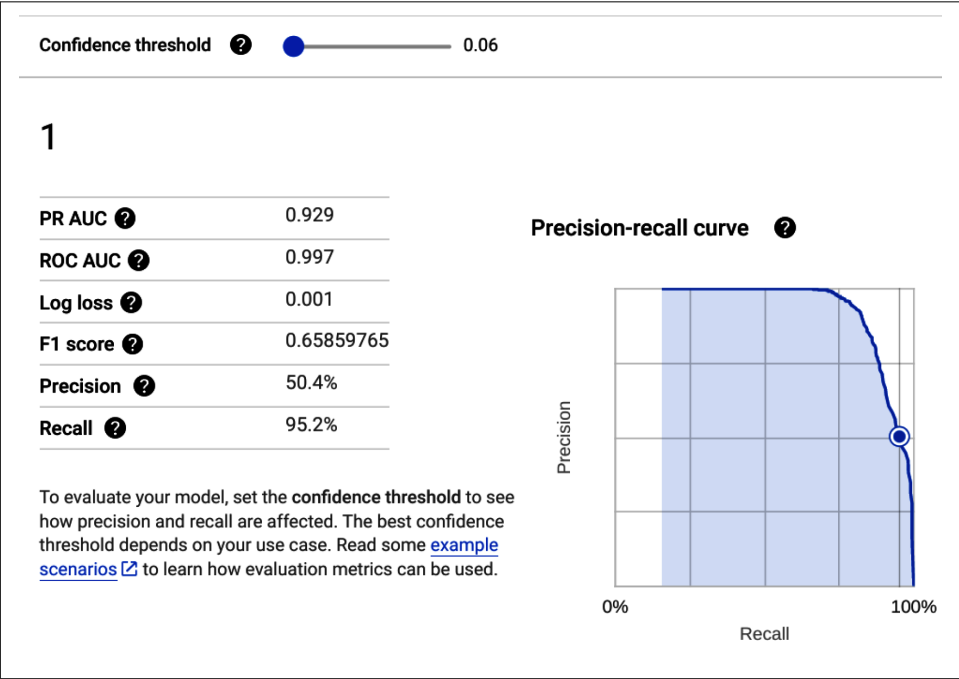 Confidence threshold ? 0.06
1
PR AUC ? 0.929
ROC AUC ? 0.997
Log loss ? 0.001
F1 score ? 0.65859765
Precision ? 50.4%
Recall ? 95.2%
To evaluate your model, set the confidence threshold to see
how precision and recall are affected. The best confidence
threshold depends on your use case. Read some example
scenarios to learn how evaluation metrics can be used.
Precision-recall curve ?
Precision
0% 100%
Recall